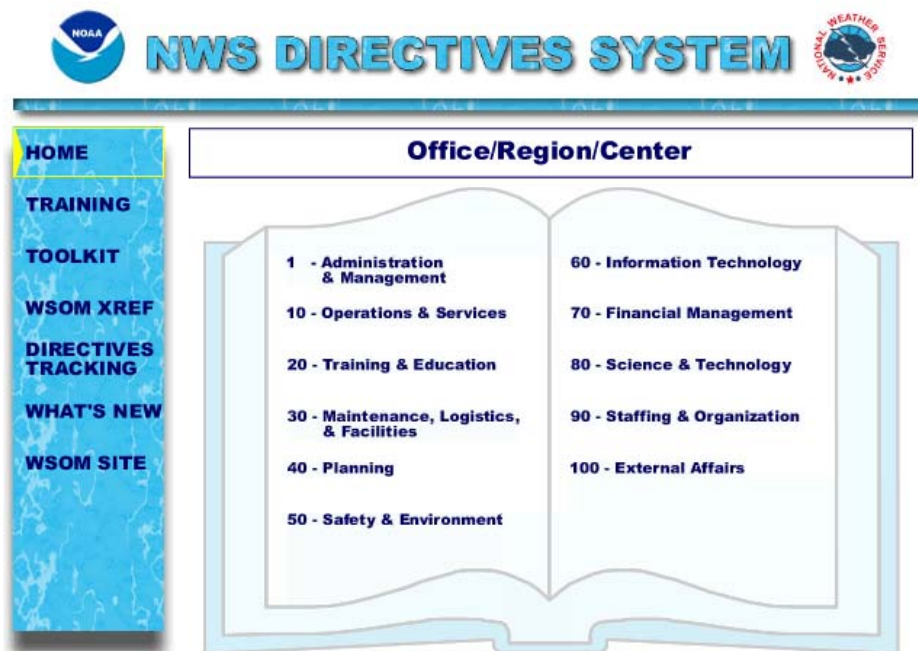 NOAA
NWS DIRECTIVES SYSTEM
NATIONAL WEATHER SERVICE
HOME
TRAINING
TOOLKIT
WSOM XREF
DIRECTIVES
TRACKING
WHAT'S NEW
WSOM SITE
Office/Region/Center
1 - Administration
& Management
10 - Operations & Services
20 - Training & Education
30 - Maintenance, Logistics,
& Facilities
40 - Planning
50 - Safety & Environment
60 - Information Technology
70 - Financial Management
80 - Science & Technology
90 - Staffing & Organization
100 - External Affairs